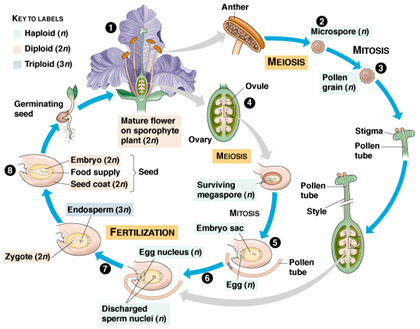 KEY TO LABELS
Haploid (n)
Diploid (2n)
Triploid (3n)
1
Anther
2
Microspore (n)
MEIOSIS
MITOSIS
3
Pollen
grain (n)
Stigma
Pollen
tube
Germinating
seed
Mature flower
on sporophyte
plant (2n)
Ovule
4
Ovary
MEIOSIS
8
Embryo (2n)
Food supply
Seed coat (2n)
Seed
Surviving
megaspore (n)
Pollen
tube
Style
MITOSIS
Endosperm (3n)
Embryo sac
FERTILIZATION
5
Egg nucleus (n)
Pollen
tube
Zygote (2n)
7
6
Egg (n)
Discharged
sperm nuclei (n)